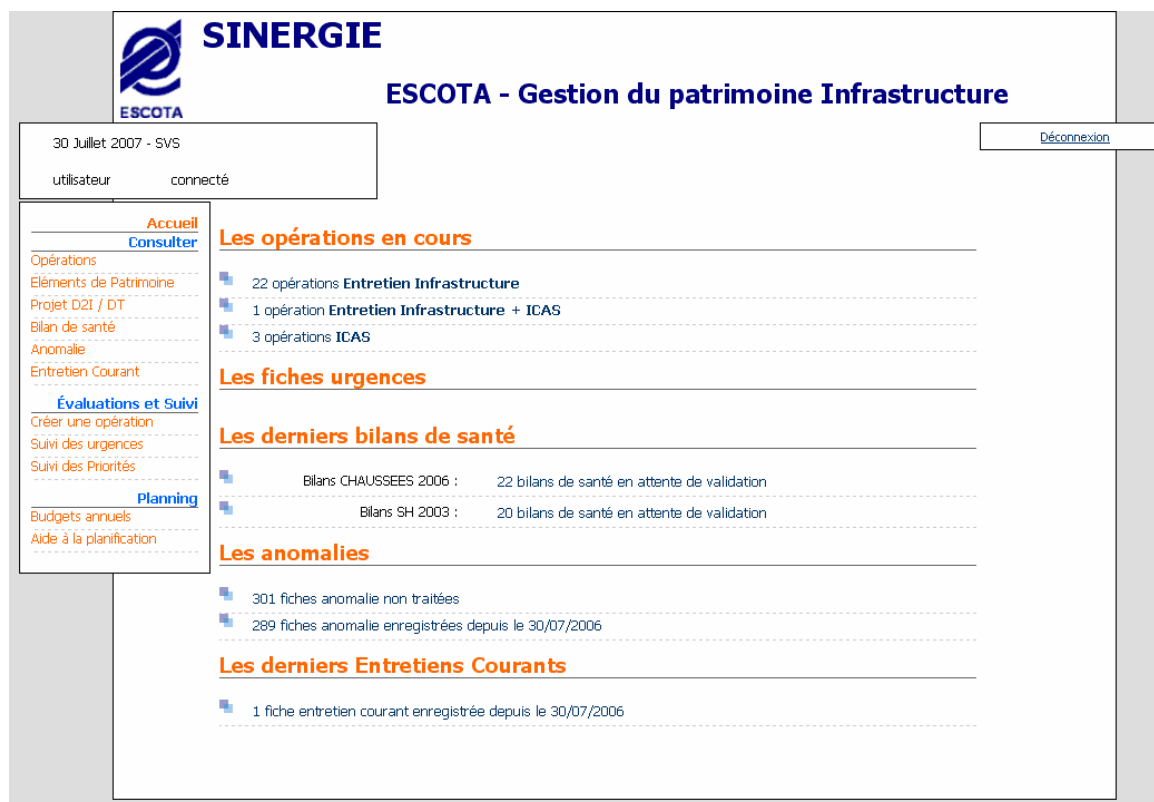 SINERGIE
ESCOTA - Gestion du patrimoine Infrastructure
ESCOTA
30 Juillet 2007 - SVS
utilisateur connecté
Déconnexion
Accueil
Consulter
Opérations
Eléments de Patrimoine
Projet D2I / DT
Bilan de santé
Anomalie
Entretien Courant
Évaluations et Suivi
Créer une opération
Suivi des urgences
Suivi des Priorités
Planning
Budgets annuels
Aide à la planification
Les opérations en cours
22 opérations Entretien Infrastructure
1 opération Entretien Infrastructure + ICAS
3 opérations ICAS
Les fiches urgences
Les derniers bilans de santé
Bilans CHAUSSEES 2006 : 22 bilans de santé en attente de validation
Bilans SH 2003 : 20 bilans de santé en attente de validation
Les anomalies
301 fiches anomalie non traitées
289 fiches anomalie enregistrées depuis le 30/07/2006
Les derniers Entretiens Courants
1 fiche entretien courant enregistrée depuis le 30/07/2006